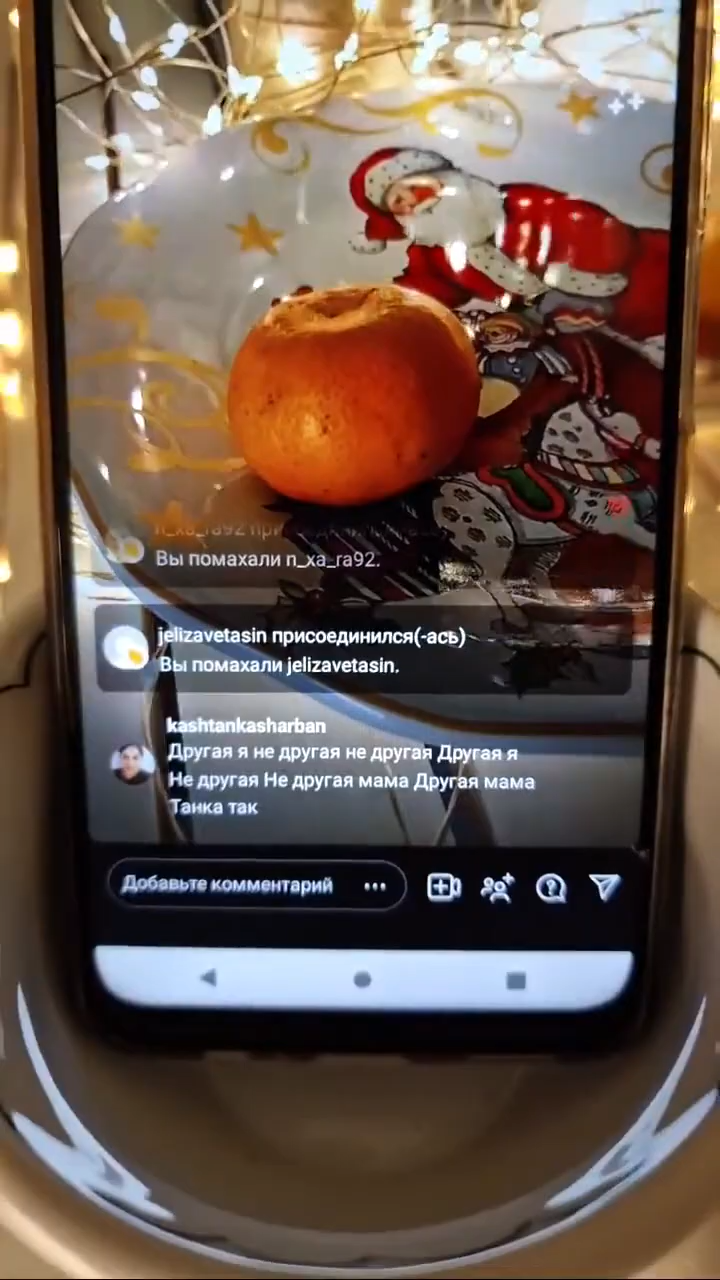 n_xa_ra92
Вы помахали n_xa_ra92.
jelizavetasin присоединился(-ась)
Вы помахали jelizavetasin.
kashtankasharban
Другая я не другая не другая Другая я
Не другая Не другая мама Другая мама
Танка так
Добавьте комментарий